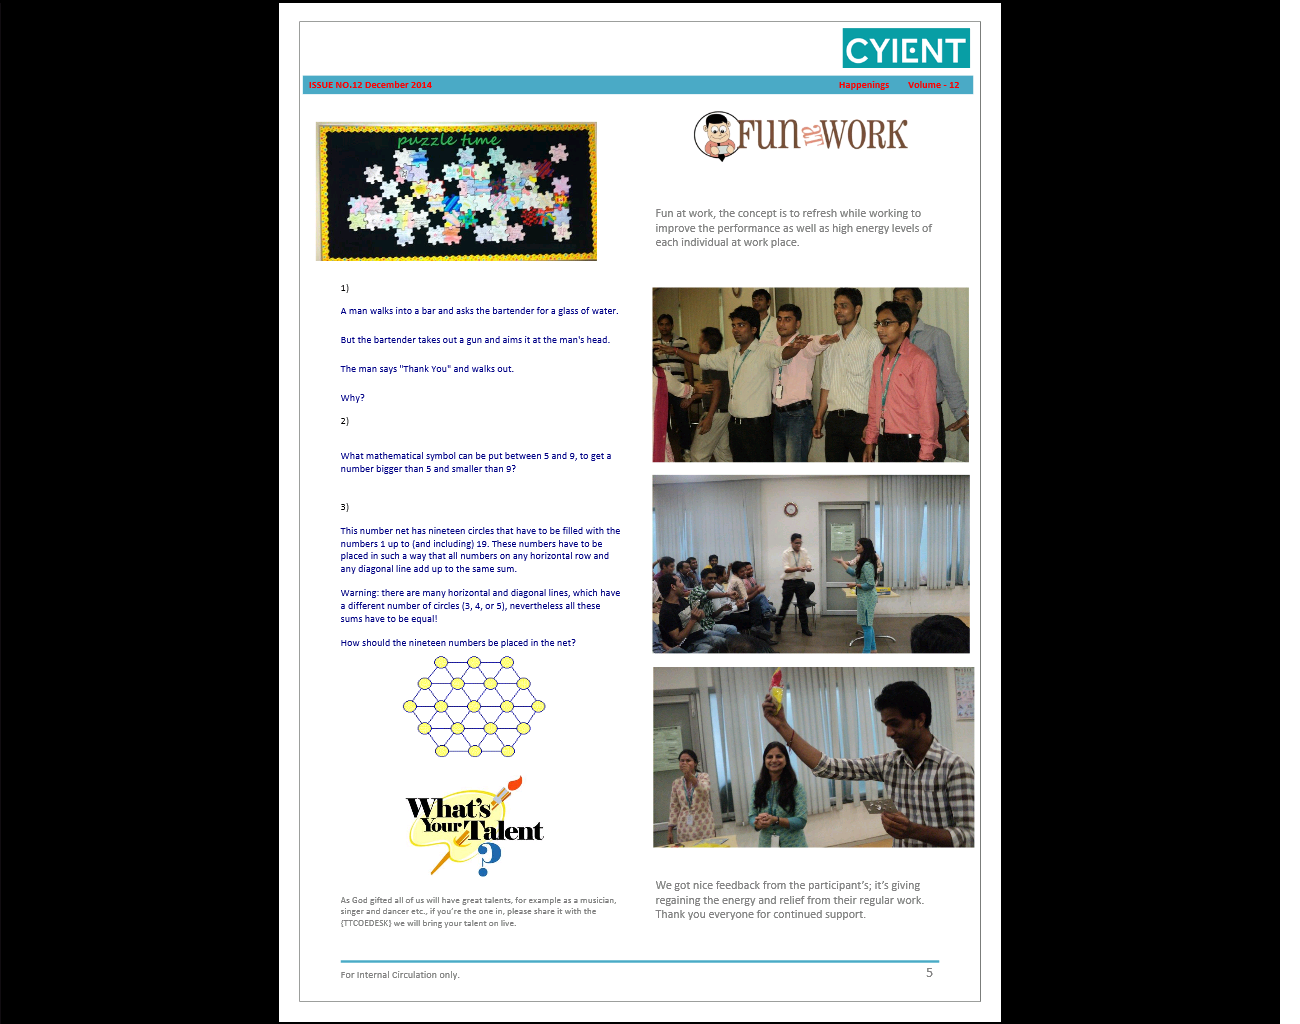 CYIENT
ISSUE NO.12 December 2014 Happenings Volume - 12
puzzle time
1)
A man walks into a bar and asks the bartender for a glass of water.
But the bartender takes out a gun and aims it at the man's head.
The man says "Thank You" and walks out.
Why?
2)
What mathematical symbol can be put between 5 and 9, to get a
number bigger than 5 and smaller than 9?
3)
This number net has nineteen circles that have to be filled with the
numbers 1 up to (and including) 19. These numbers have to be
placed in such a way that all numbers on any horizontal row and
any diagonal line add up to the same sum.
Warning: there are many horizontal and diagonal lines, which have
a different number of circles (3, 4, or 5), nevertheless all these
sums have to be equal!
How should the nineteen numbers be placed in the net?
What's
Your Talent
?
As God gifted all of us will have great talents, for example as a musician,
singer and dancer etc., if you're the one in, please share it with the
{TTCOEDESK} we will bring your talent on live.
FUN at WORK
Fun at work, the concept is to refresh while working to
improve the performance as well as high energy levels of
each individual at work place.
We got nice feedback from the participant's; it's giving
regaining the energy and relief from their regular work.
Thank you everyone for continued support.
For Internal Circulation only. 5